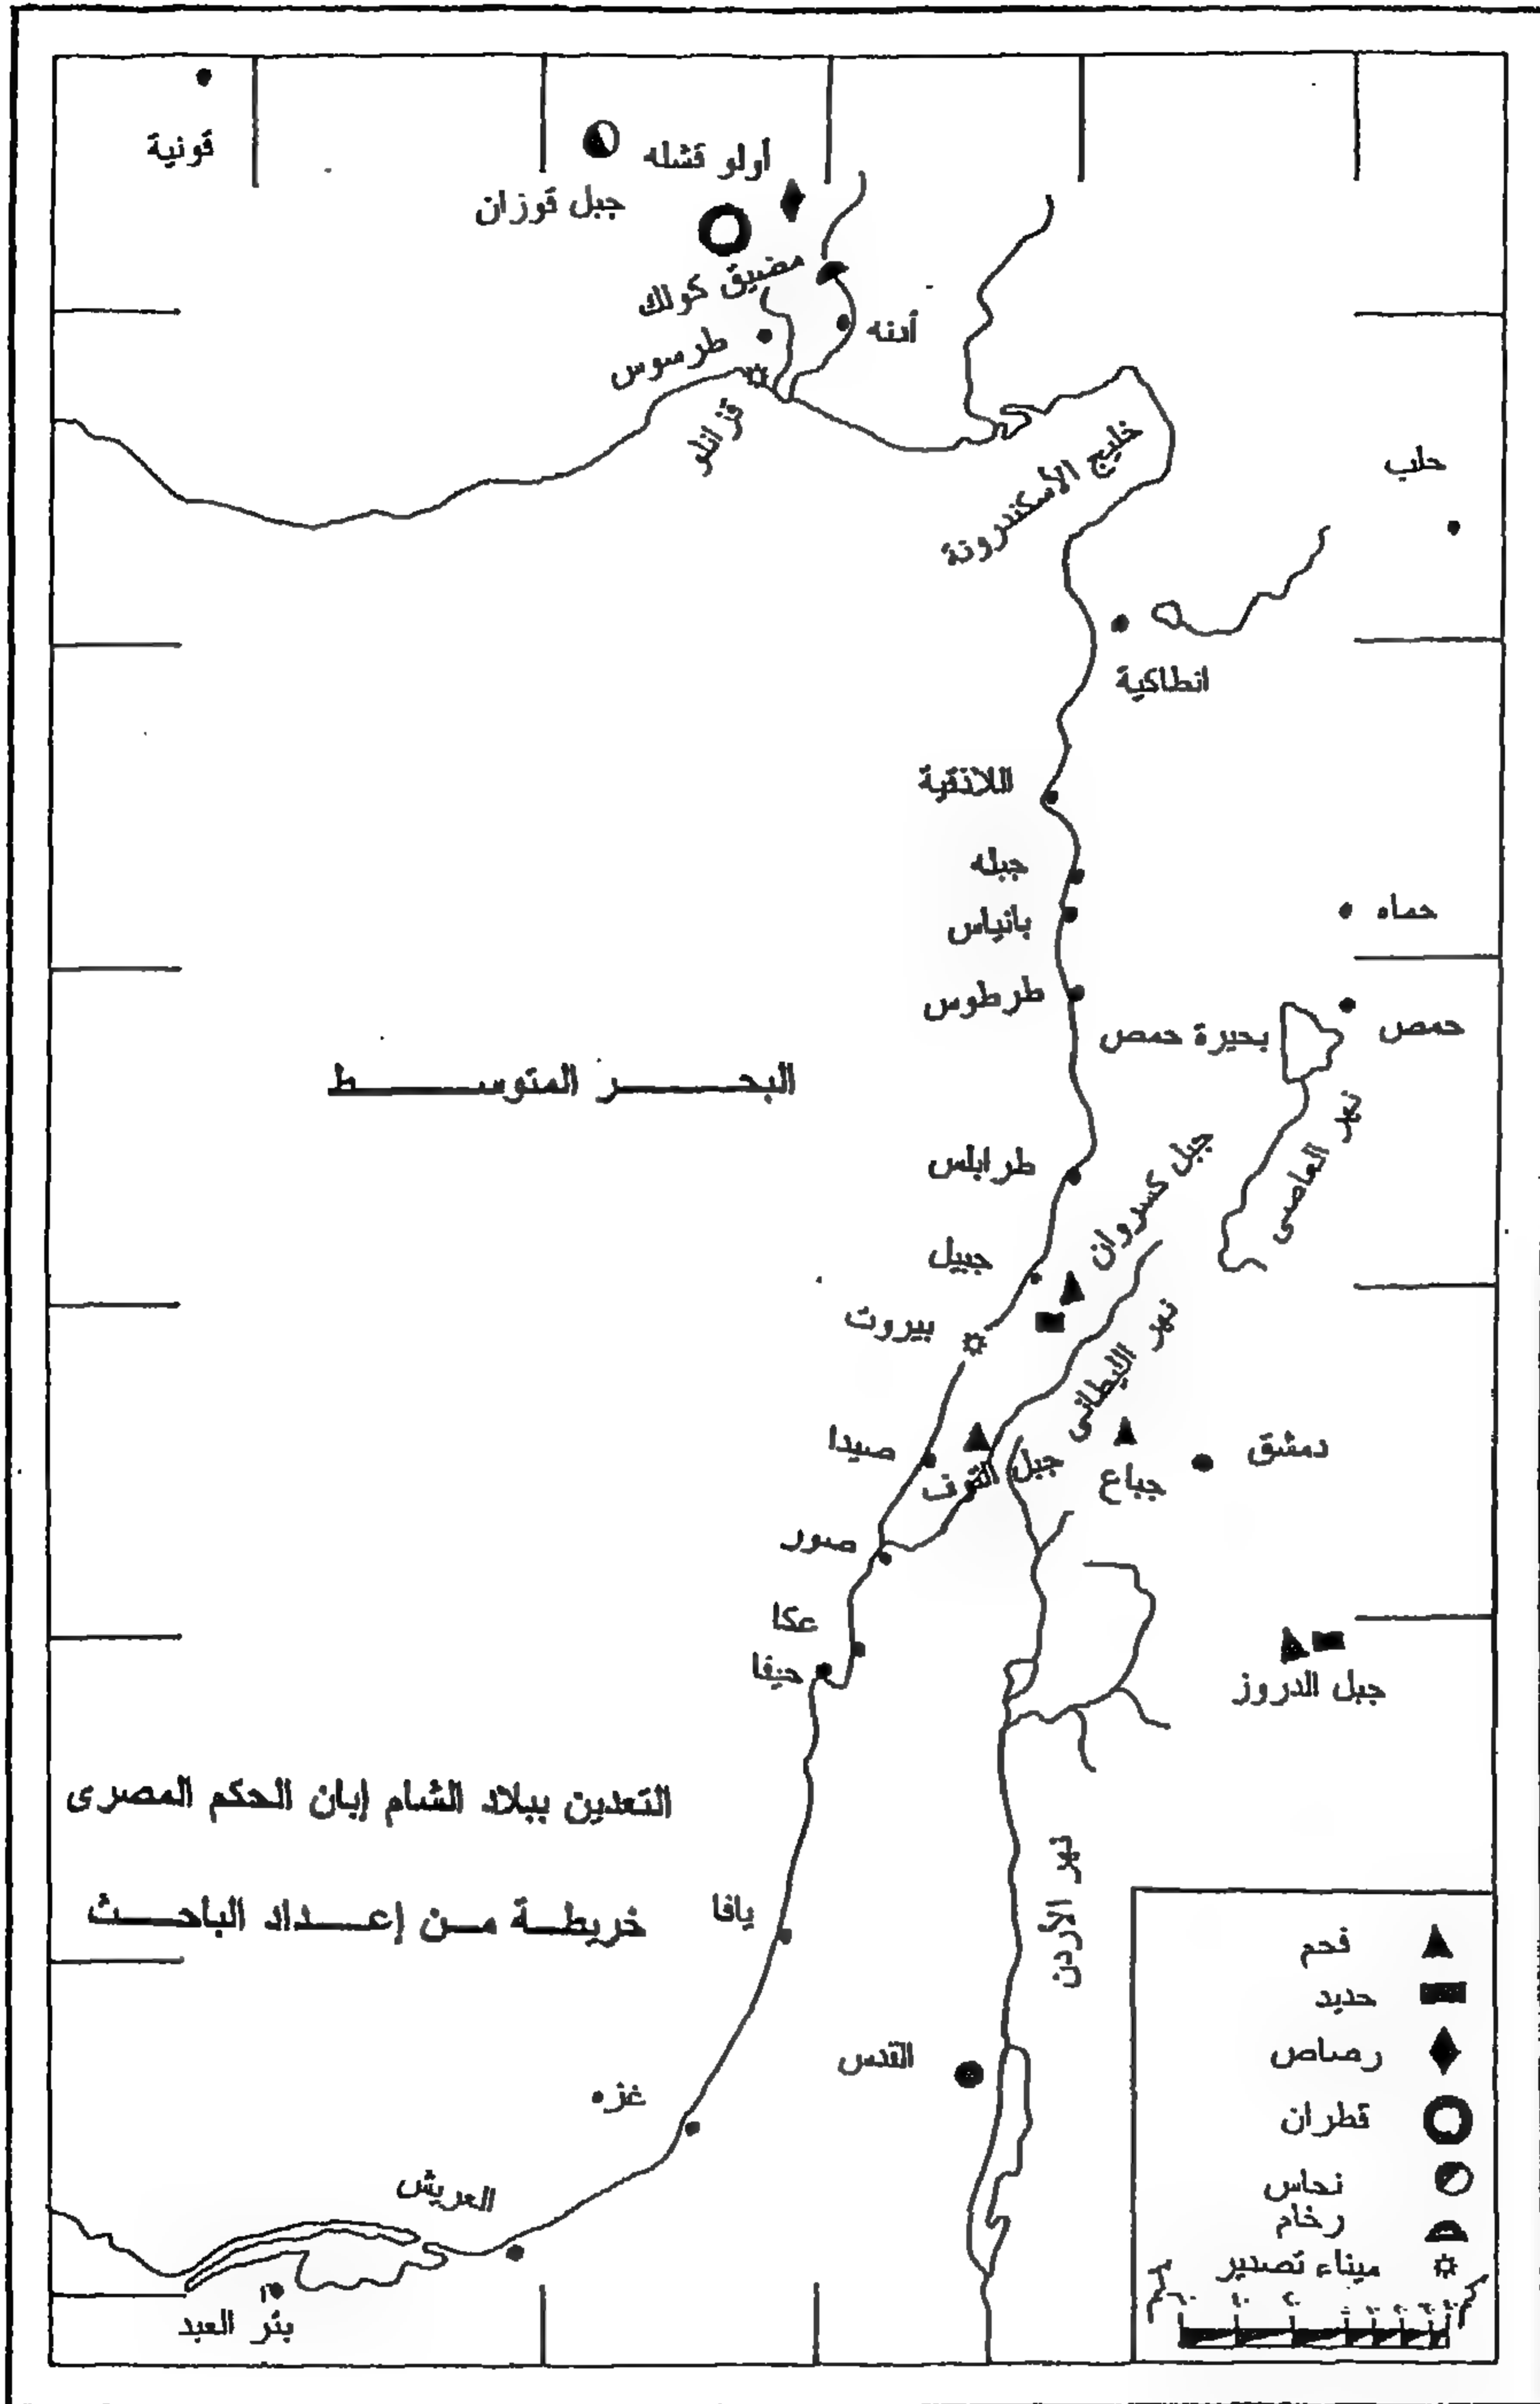 قونية
أولو قشله
جبل قوزان
مضيق كولك
أدنه
طرسوس
قزانلو
خليج الأسكندرونة
حلب
انطاكية
اللاذقية
جبله
بانياس
حماه
طرطوس
حمص
بحيرة حمص
البحر المتوسط
نهر العاصى
طرابلس
جبل كسروان
جبيل
بيروت
نهر الليطانى
صيدا
دمشق
جباع
صور
عكا
حيفا
جبل الدروز
التعدين ببلاد الشام إبان الحكم المصرى
خريطة من إعداد الباحث
يافا
نهر الأردن
القدس
غزه
العريش
بئر العبد
فحم
حديد
رصاص
قطران
نحاس
رخام
ميناء تصدير